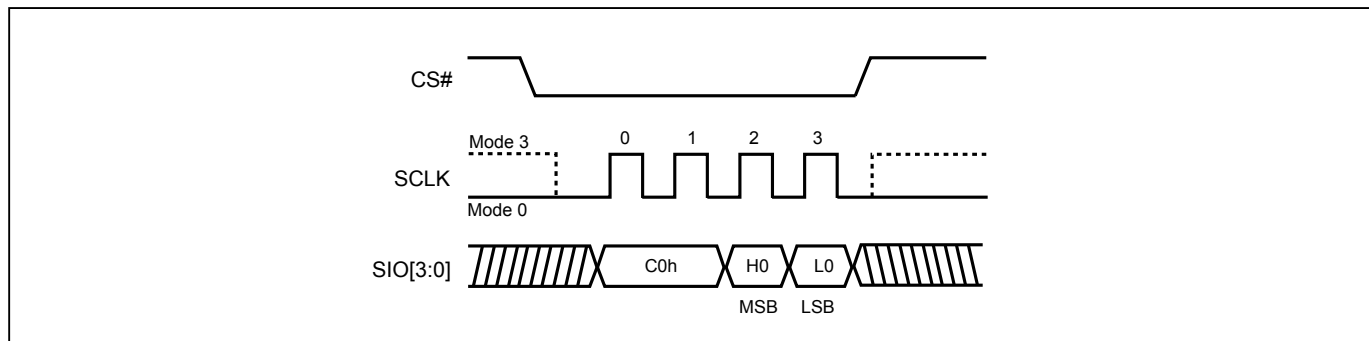 CS#
Mode 3
0 1 2 3
SCLK
Mode 0
SIO[3:0] C0h H0 L0
MSB LSB